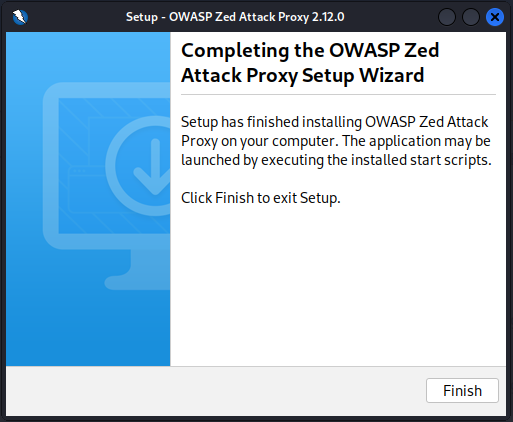 Setup - OWASP Zed Attack Proxy 2.12.0
Completing the OWASP Zed
Attack Proxy Setup Wizard
Setup has finished installing OWASP Zed Attack
Proxy on your computer. The application may be
launched by executing the installed start scripts.
Click Finish to exit Setup.
Finish